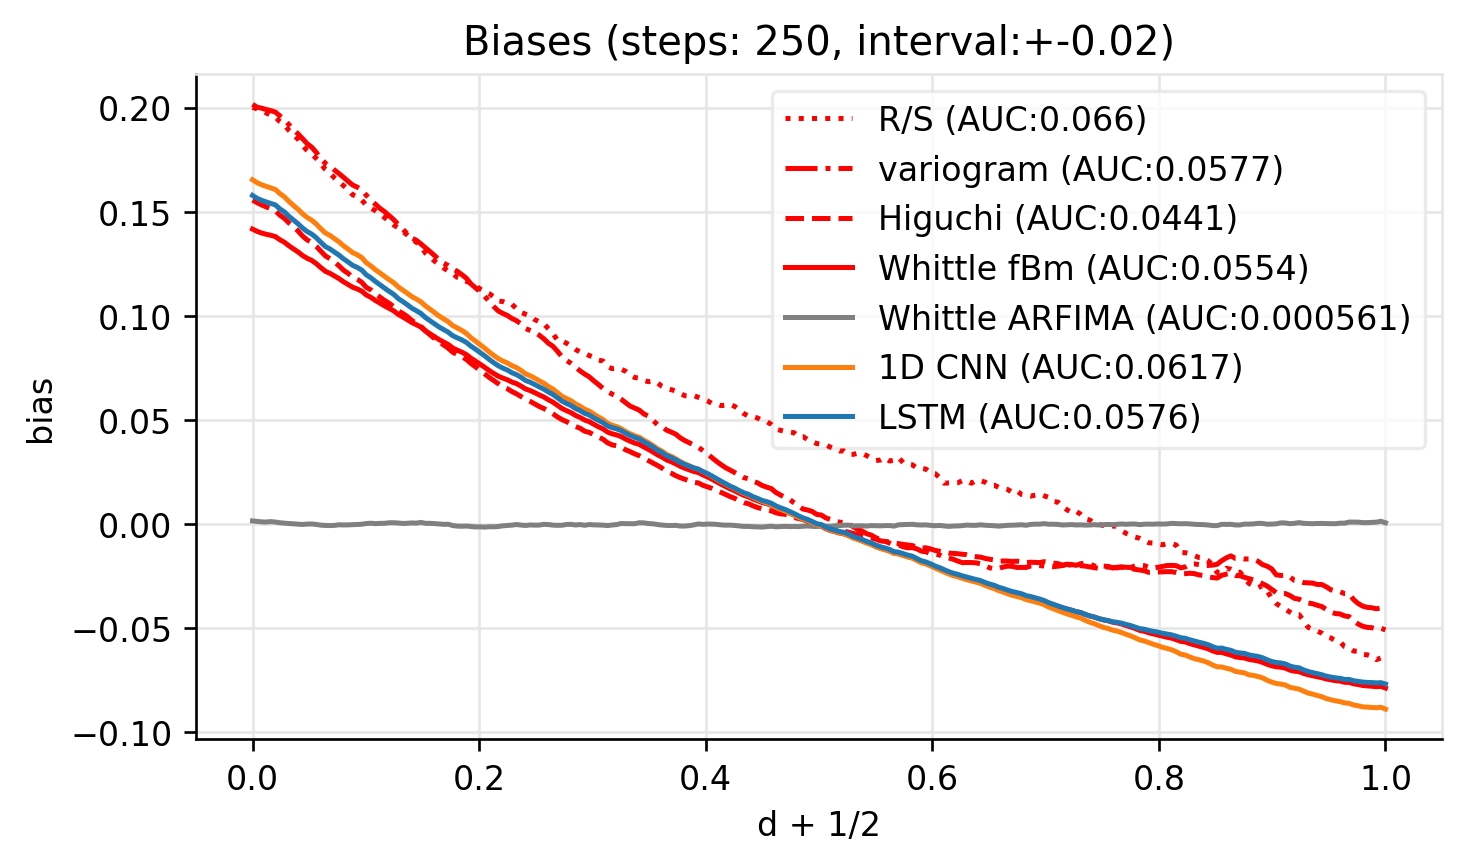 Biases (steps: 250, interval:+-0.02)
R/S (AUC:0.066)
variogram (AUC:0.0577)
Higuchi (AUC:0.0441)
Whittle fBm (AUC:0.0554)
Whittle ARFIMA (AUC:0.000561)
1D CNN (AUC:0.0617)
LSTM (AUC:0.0576)
bias
0.20
0.15
0.10
0.05
0.00
−0.05
−0.10
0.0 0.2 0.4 0.6 0.8 1.0
d + 1/2